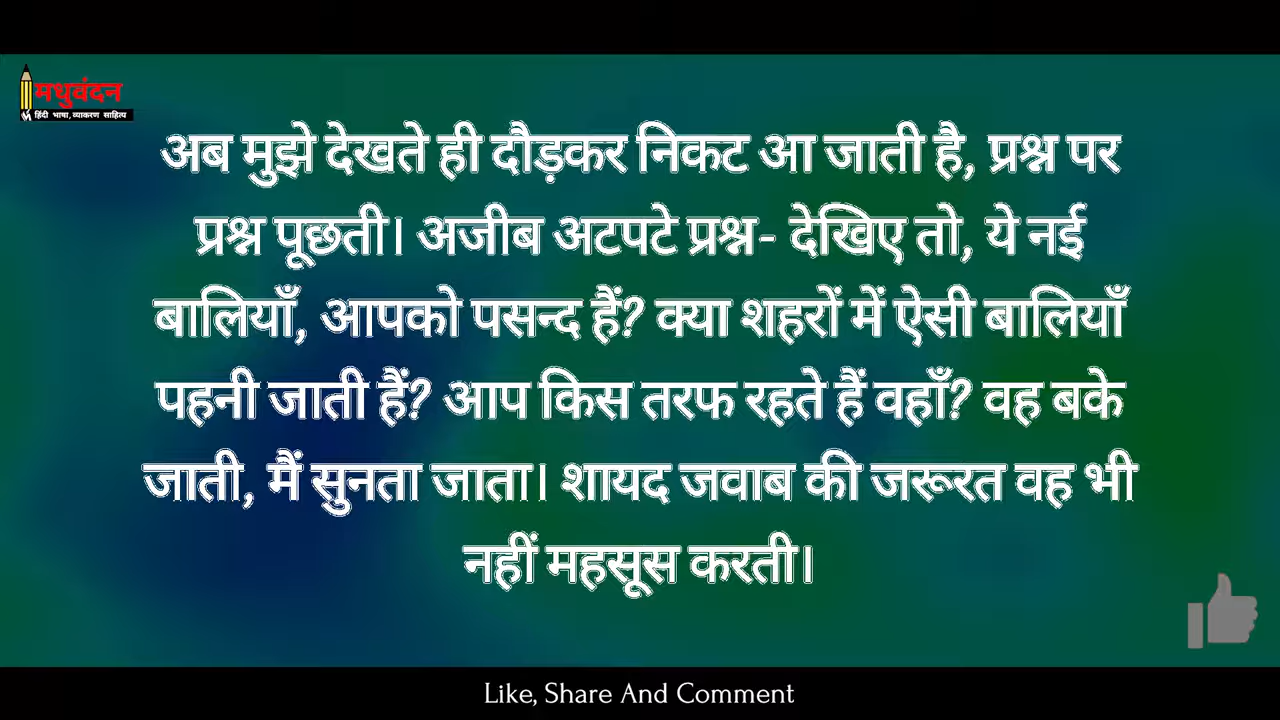 मधुवंदन
हिंदी भाषा, व्याकरण साहित्य
अब मुझे देखते ही दौड़कर निकट आ जाती है, प्रश्न पर
प्रश्न पूछती। अजीब अटपटे प्रश्न- देखिए तो, ये नई
बालियाँ, आपको पसन्द हैं? क्या शहरों में ऐसी बालियाँ
पहनी जाती हैं? आप किस तरफ रहते हैं वहाँ? वह बके
जाती, मैं सुनता जाता। शायद जवाब की जरूरत वह भी
नहीं महसूस करती।
Like, Share And Comment